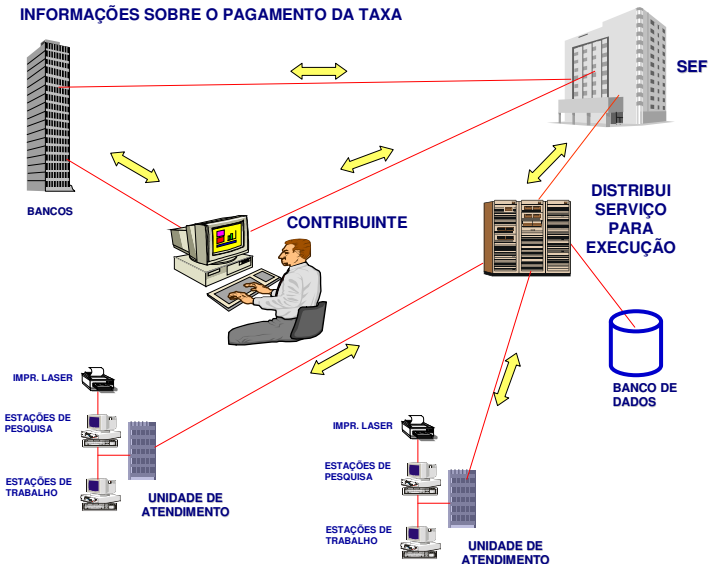 INFORMAÇÕES SOBRE O PAGAMENTO DA TAXA
SEF
BANCOS
CONTRIBUINTE
DISTRIBUI
SERVIÇO
PARA
EXECUÇÃO
BANCO DE
DADOS
IMPR. LASER
ESTAÇÕES DE
PESQUISA
ESTAÇÕES DE
TRABALHO
UNIDADE DE
ATENDIMENTO
IMPR. LASER
ESTAÇÕES DE
PESQUISA
ESTAÇÕES DE
TRABALHO
UNIDADE DE
ATENDIMENTO